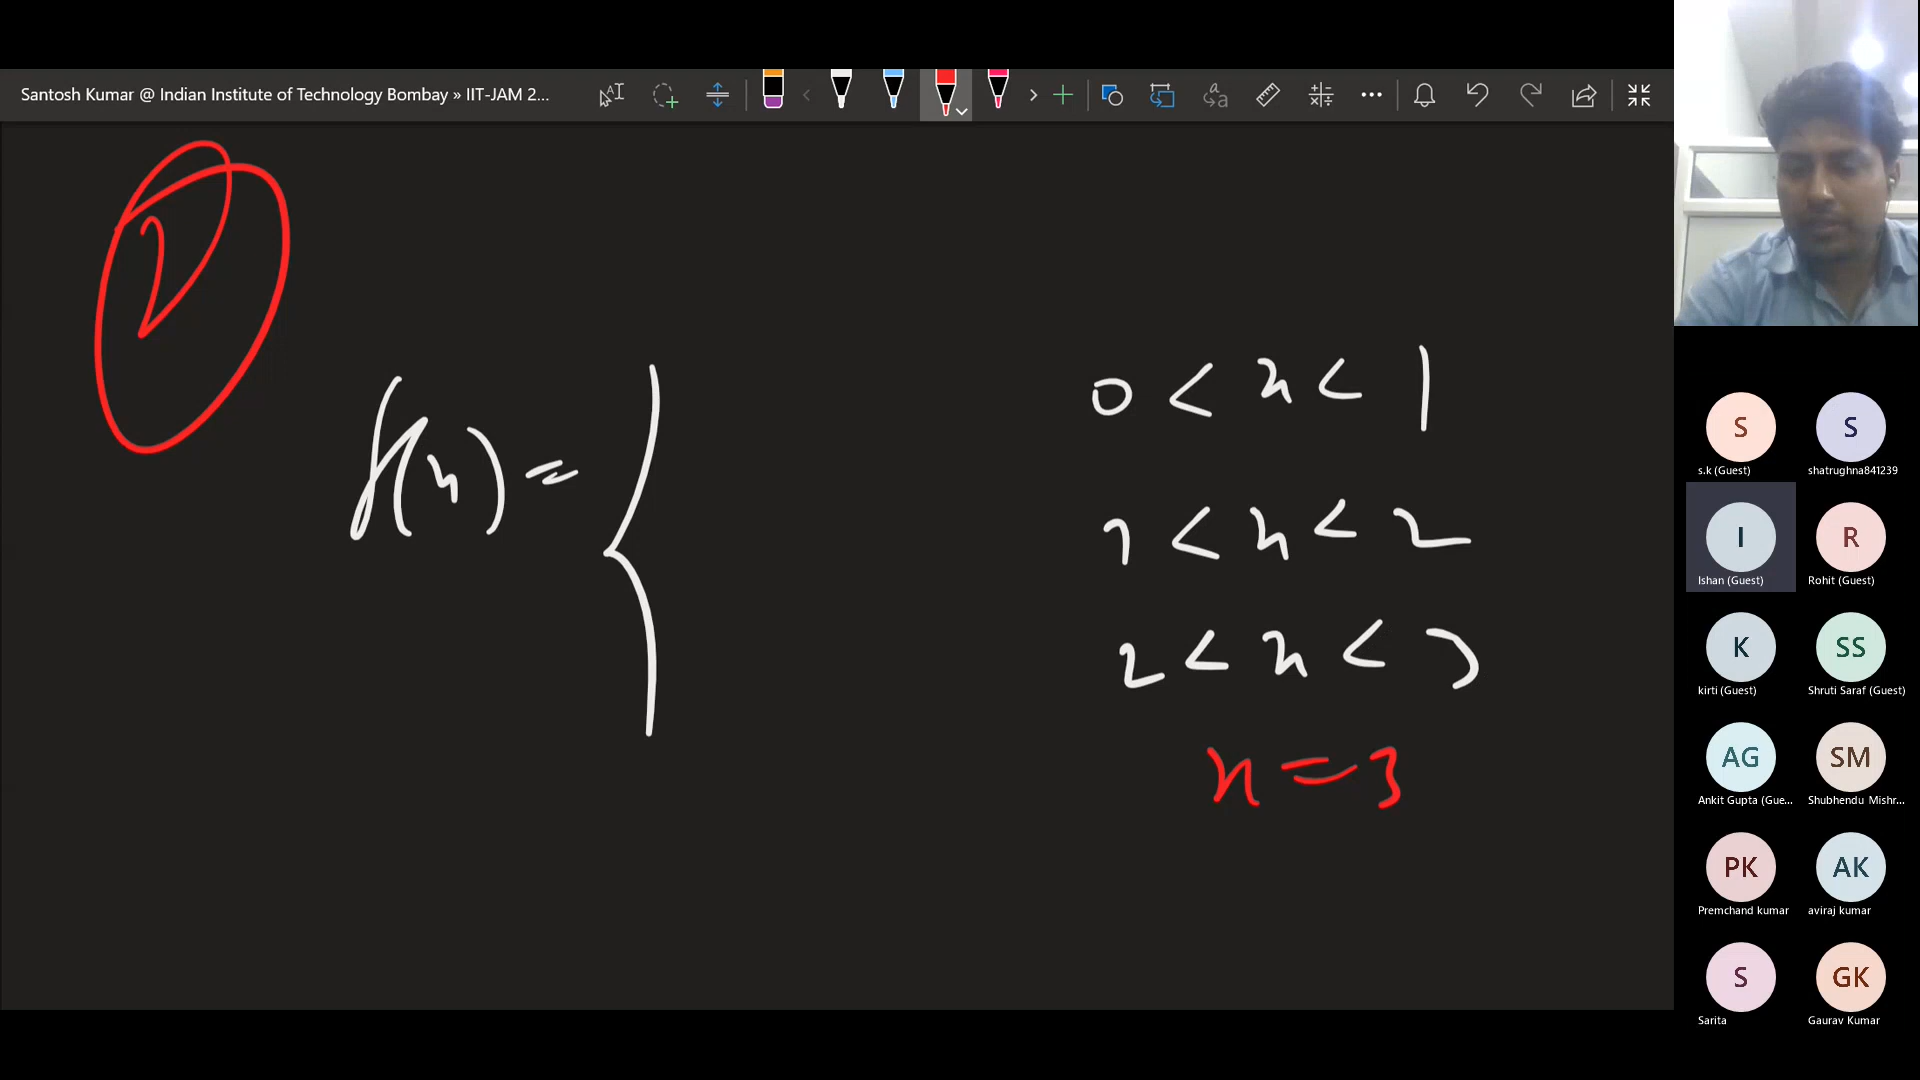 Santosh Kumar @ Indian Institute of Technology Bombay » IIT-JAM 2...
2
f(x) = {
0 < x < 1
1 < x < 2
2 < x < 3
x = 3
S
s.k (Guest)
S
shatrughna841239
I
Ishan (Guest)
R
Rohit (Guest)
K
kirti (Guest)
SS
Shruti Saraf (Guest)
AG
Ankit Gupta (Gue...
SM
Shubhendu Mishr...
PK
Premchand kumar
AK
aviraj kumar
S
Sarita
GK
Gaurav Kumar